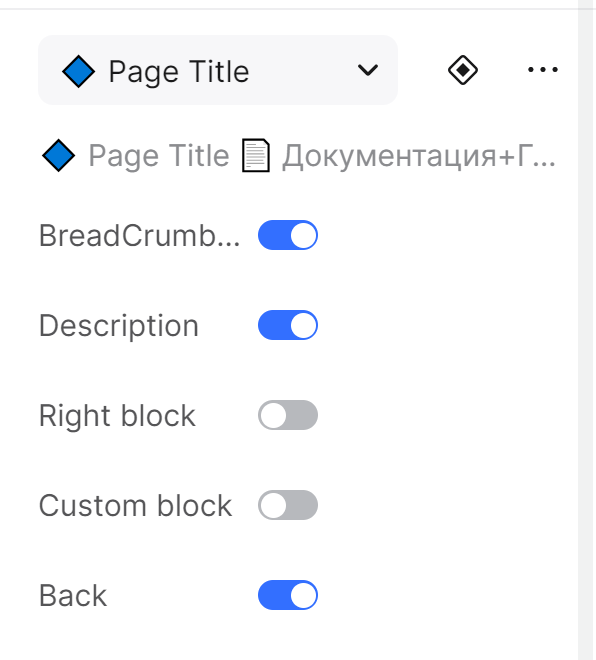 Page Title
Page Title Документация+Г...
BreadCrumb...
Description
Right block
Custom block
Back